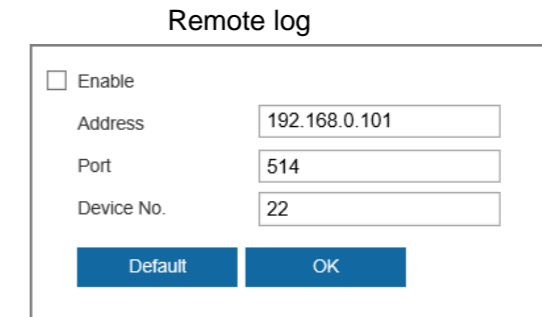 Remote log
Enable
Address 192.168.0.101
Port 514
Device No. 22
Default OK